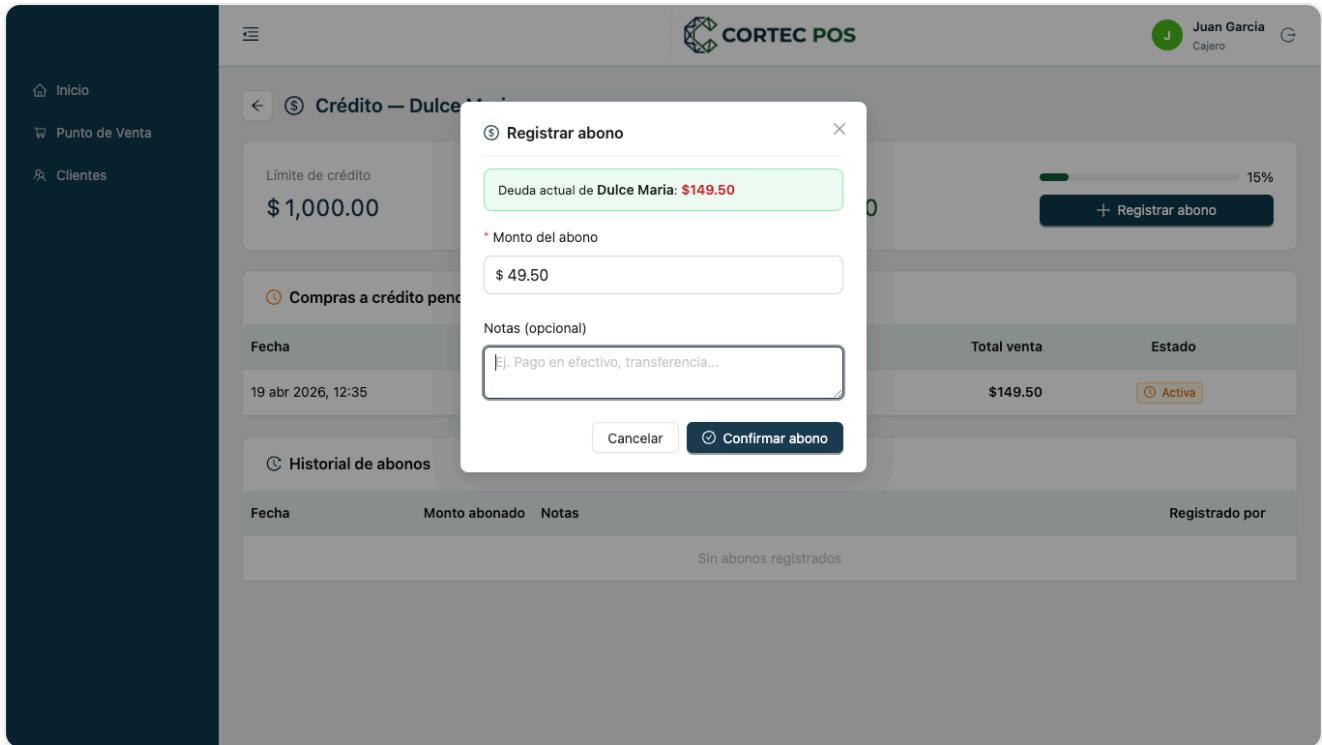 CORTEC POS
J
Juan Garcia
Cajero
Inicio
Punto de Venta
Clientes
Crédito — Dulce
Límite de crédito
$ 1,000.00
0
15%
+ Registrar abono
Registrar abono
Deuda actual de Dulce Maria: $149.50
* Monto del abono
$ 49.50
Notas (opcional)
Ej. Pago en efectivo, transferencia...
Cancelar
Confirmar abono
Compras a crédito pend
Fecha
Total venta
Estado
19 abr 2026, 12:35
$149.50
Activa
Historial de abonos
Fecha
Monto abonado
Notas
Registrado por
Sin abonos registrados